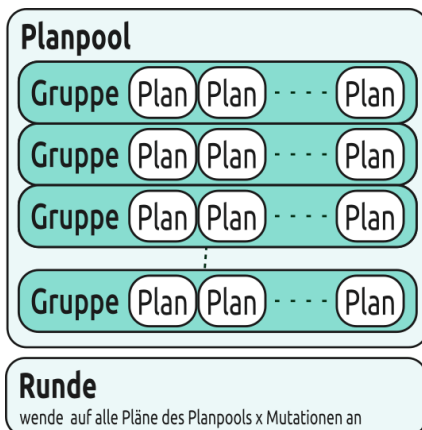 Planpool
Gruppe Plan Plan - - - - Plan
Gruppe Plan Plan - - - - Plan
Gruppe Plan Plan - - - - Plan
Gruppe Plan Plan - - - - Plan
Runde
wende auf alle Pläne des Planpools x Mutationen an